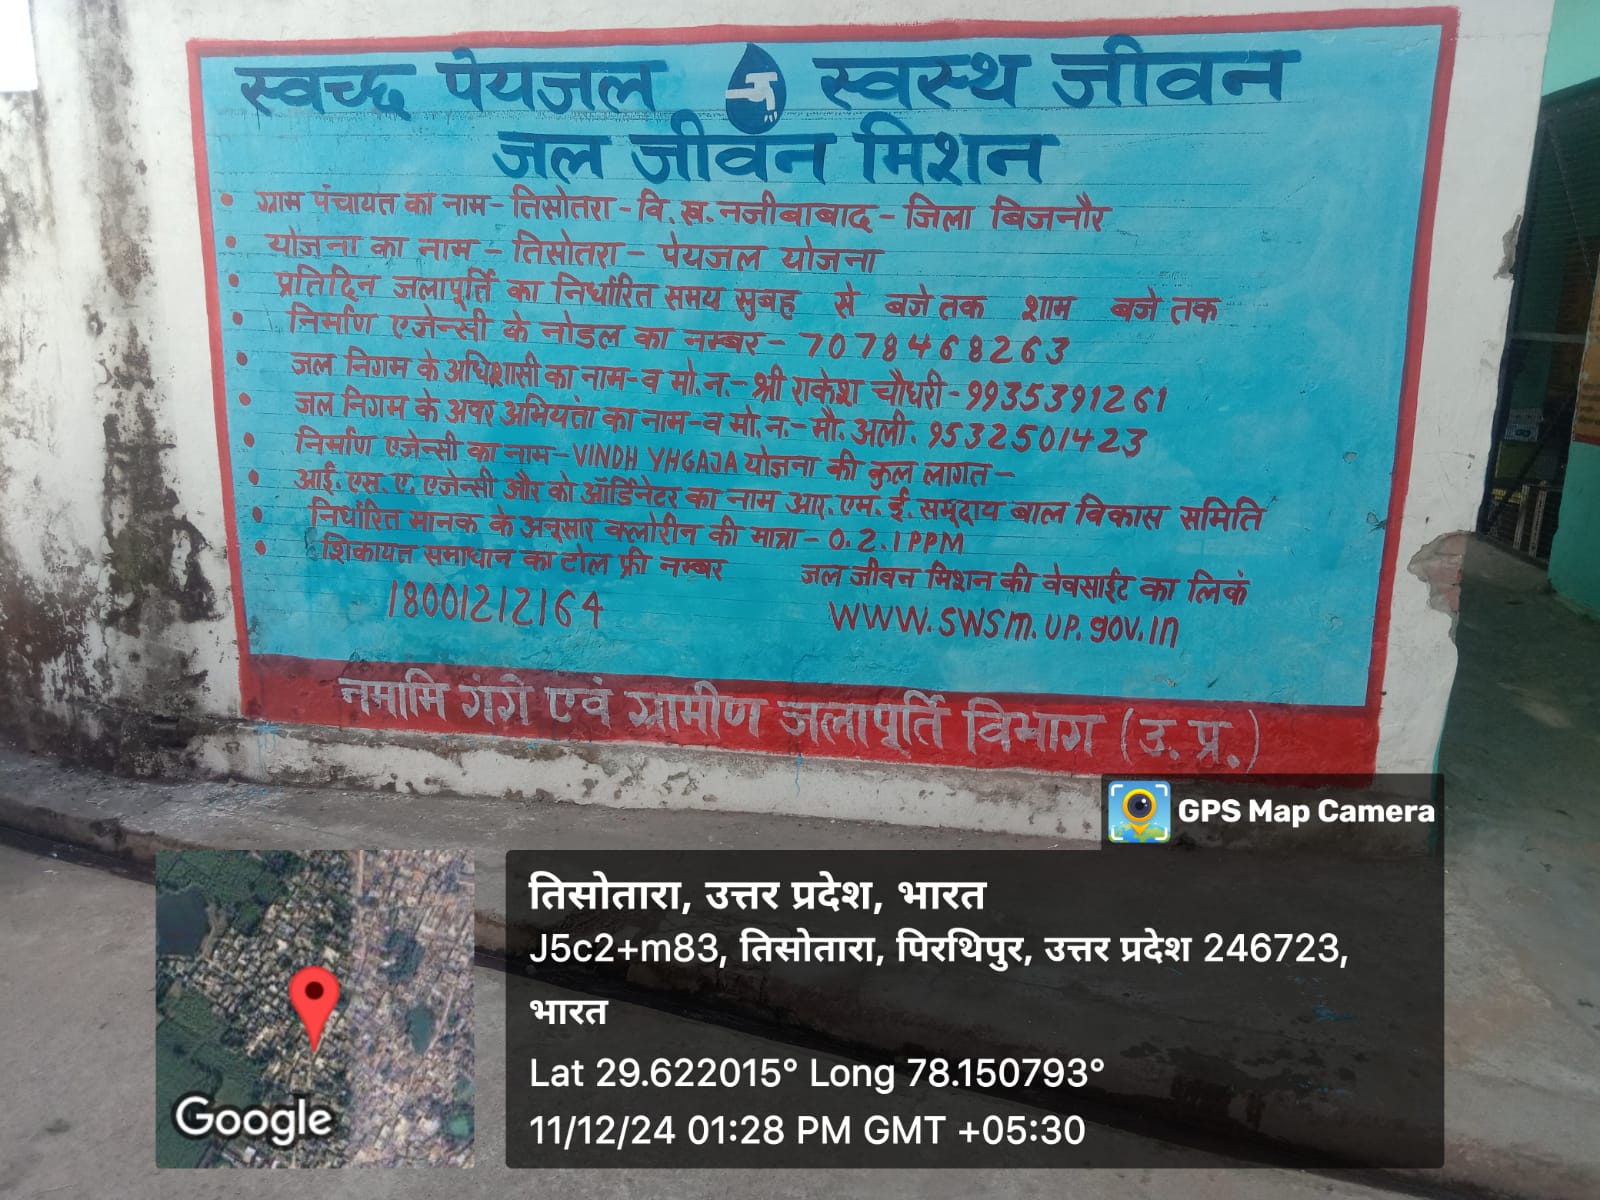 स्वच्छ पेयजल स्वस्थ जीवन
जल जीवन मिशन
• ग्राम पंचायत का नाम - तिसोतरा - वि. ख. नजीबाबाद - जिला बिजनौर
• योजना का नाम - तिसोतरा - पेयजल योजना
• प्रतिदिन जलापूर्ति का निर्धारित समय सुबह से बजे तक शाम बजे तक
• निर्माण एजेन्सी के नोडल का नम्बर - 7078468263
• जल निगम के अधिशासी का नाम - व मो.न. - श्री राकेश चौधरी - 9935391261
• जल निगम के अपर अभियंता का नाम - व मो.न. - मौ. अली. 9532501423
• निर्माण एजेन्सी का नाम - VINDH YHGAJA योजना की कुल लागत -
• आई. एस. ए. एजेन्सी और को ऑर्डिनेटर का नाम आर. एम. ई. समूदाय बाल विकास समिति
• निर्धारित मानक के अनुसार क्लोरीन की मात्रा - 0.2.1 PPM
• शिकायत समाधान का टोल फ्री नम्बर जल जीवन मिशन की वेवसाईट का लिकं
18001212164 WWW.SWSM.UP.gov.in
नमामि गंगे एवं ग्रामीण जलापूर्ति विभाग (उ. प्र.)
GPS Map Camera
तिसोतारा, उत्तर प्रदेश, भारत
J5c2+m83, तिसोतारा, पिरथिपुर, उत्तर प्रदेश 246723,
भारत
Lat 29.622015° Long 78.150793°
11/12/24 01:28 PM GMT +05:30
Google